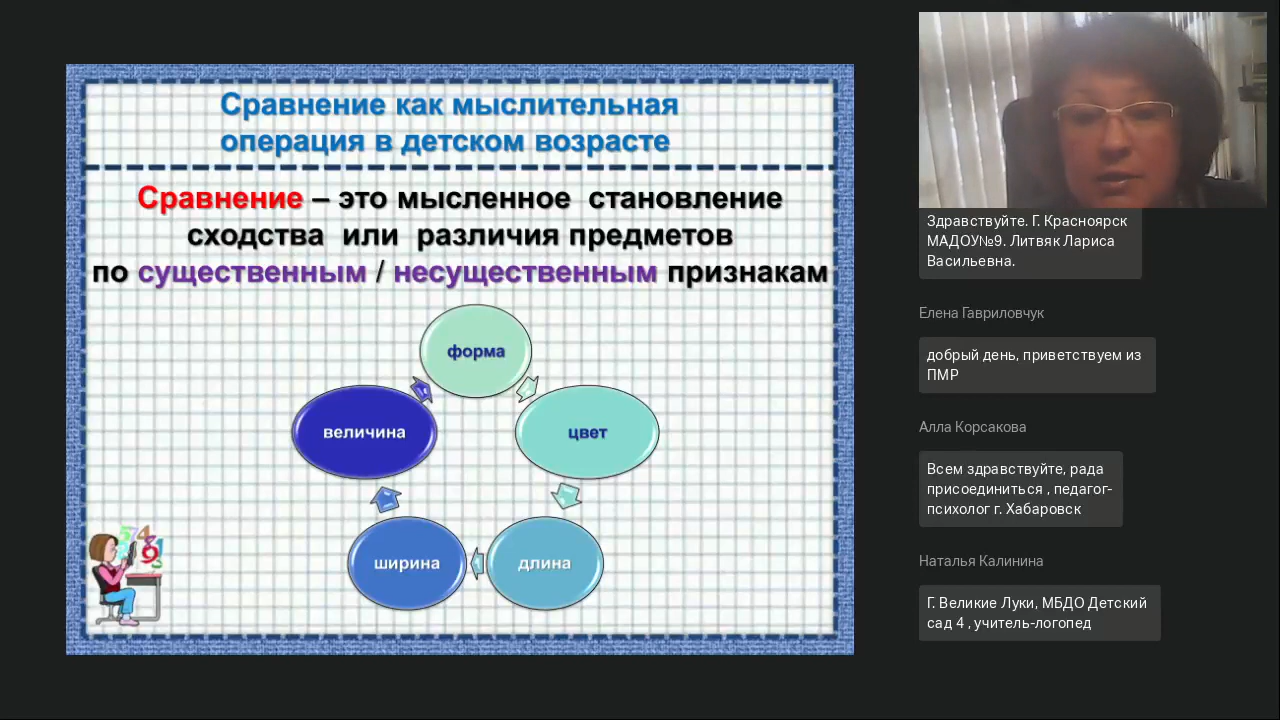 Сравнение как мыслительная
операция в детском возрасте
Сравнение – это мысленное становление
сходства или различия предметов
по существенным / несущественным признакам
форма
величина
цвет
ширина
длина
Здравствуйте. Г. Красноярск
МАДОУ№9. Литвяк Лариса
Васильевна.
Елена Гавриловчук
добрый день, приветствуем из
ПМР
Алла Корсакова
Всем здравствуйте, рада
присоединиться , педагог-
психолог г. Хабаровск
Наталья Калинина
Г. Великие Луки, МБДО Детский
сад 4 , учитель-логопед